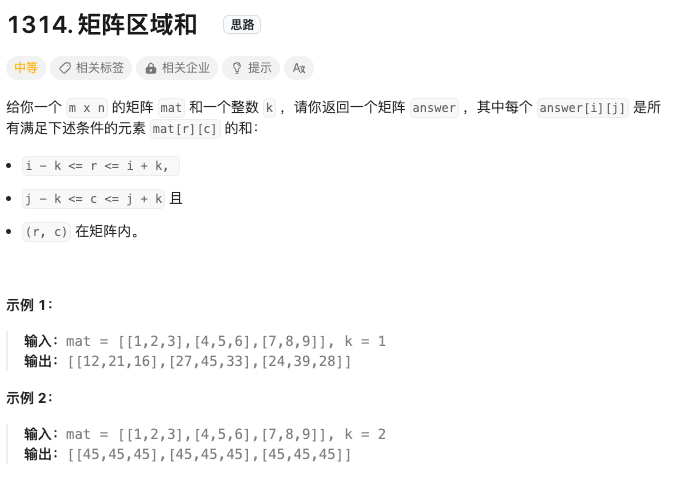 1314. 矩阵区域和 思路
中等 相关标签 相关企业 提示 A文
给你一个 m x n 的矩阵 mat 和一个整数 k ，请你返回一个矩阵 answer ，其中每个 answer[i][j] 是所
有满足下述条件的元素 mat[r][c] 的和：
• i - k <= r <= i + k,
• j - k <= c <= j + k 且
• (r, c) 在矩阵内。
示例 1：
输入：mat = [[1,2,3],[4,5,6],[7,8,9]], k = 1
输出：[[12,21,16],[27,45,33],[24,39,28]]
示例 2：
输入：mat = [[1,2,3],[4,5,6],[7,8,9]], k = 2
输出：[[45,45,45],[45,45,45],[45,45,45]]